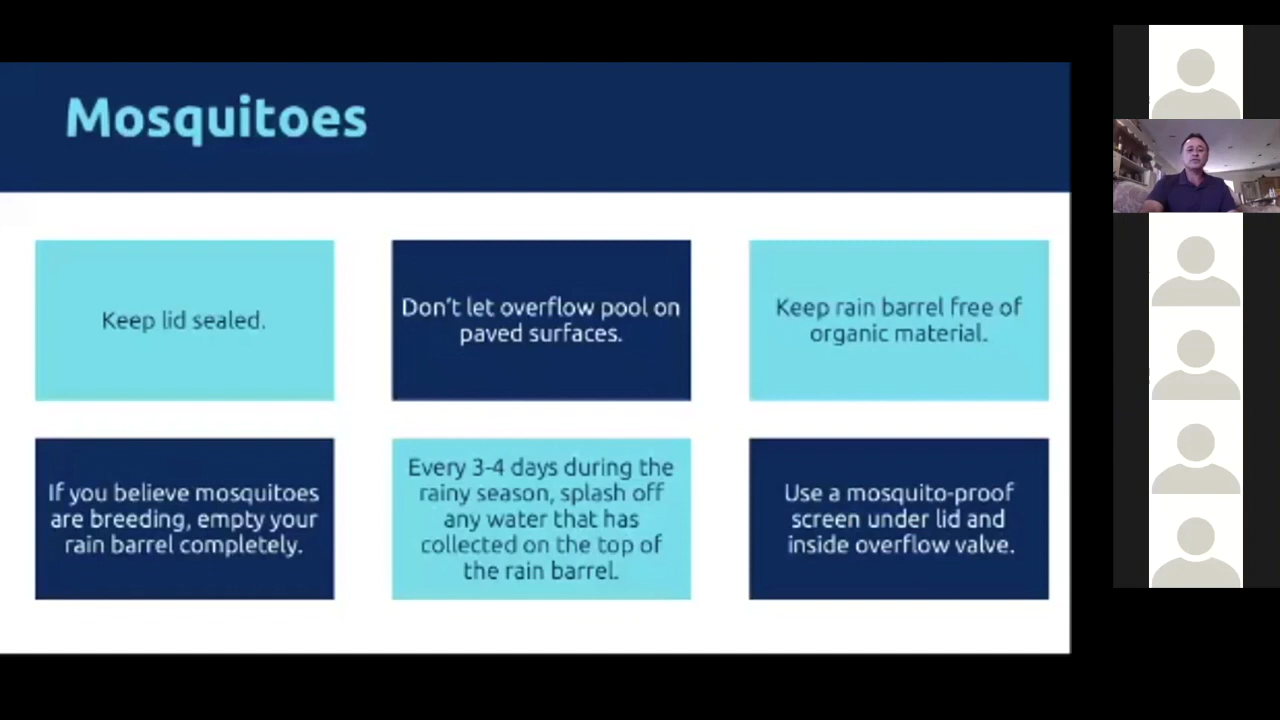 Mosquitoes
Keep lid sealed.
Don't let overflow pool on
paved surfaces.
Keep rain barrel free of
organic material.
If you believe mosquitoes
are breeding, empty your
rain barrel completely.
Every 3-4 days during the
rainy season, splash off
any water that has
collected on the top of
the rain barrel.
Use a mosquito-proof
screen under lid and
inside overflow valve.